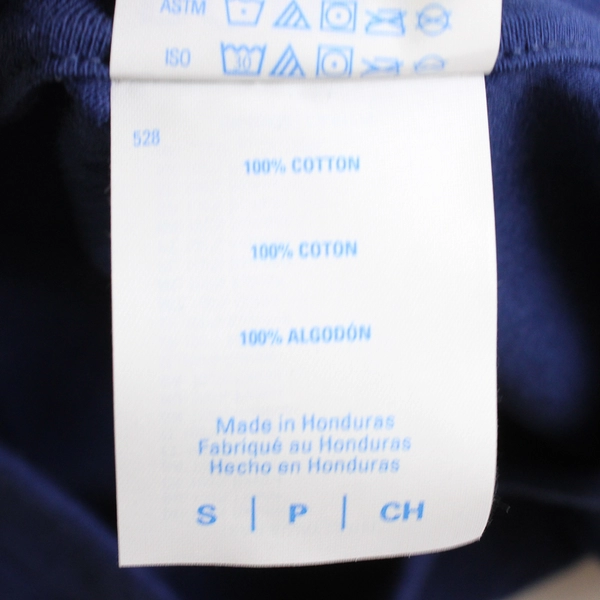 ASTM
ISO 30
528
100% COTTON
100% COTON
100% ALGODÓN
Made in Honduras
Fabriqué au Honduras
Hecho en Honduras
S | P | CH